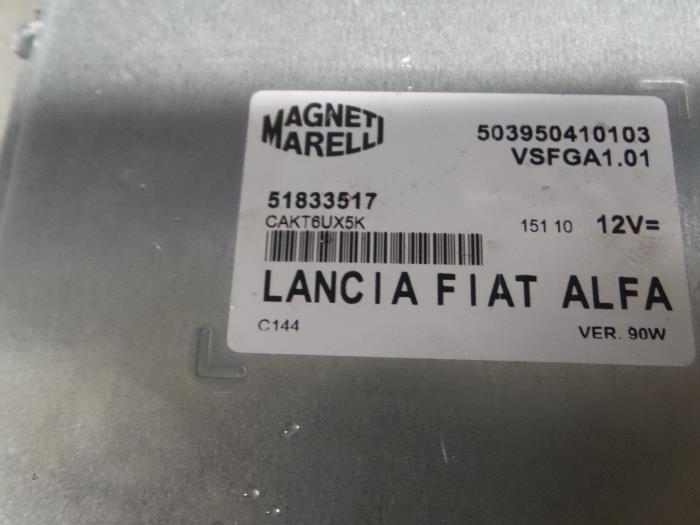 MAGNETI
MARELLI
503950410103
VSFGA1.01
51833517
CAKT6UX5K
151 10 12V=
LANCIA FIAT ALFA
C144
VER. 90W